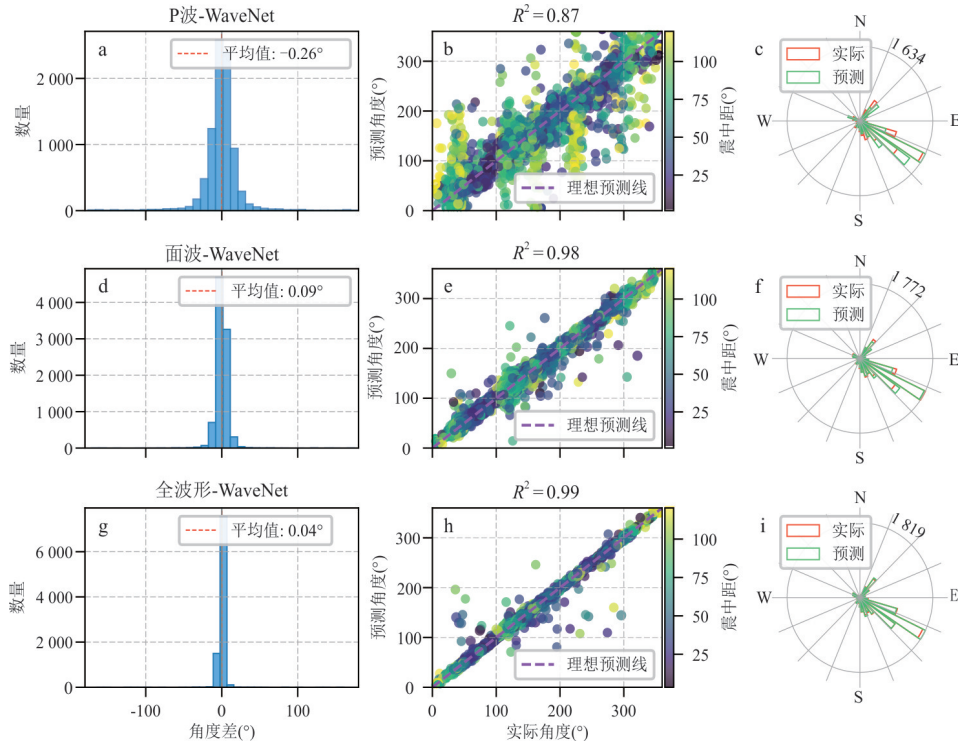 P波-WaveNet
R² = 0.87
a
平均值: −0.26°
2 000
1 000
0
数量
b
300
200
100
0
预测角度(°)
理想预测线
100
75
50
25
震中距(°)
c
实际
预测
1 634
N
W
E
S
面波-WaveNet
R² = 0.98
d
平均值: 0.09°
4 000
3 000
2 000
1 000
0
数量
e
300
200
100
0
预测角度(°)
理想预测线
100
75
50
25
震中距(°)
f
实际
预测
1 772
N
W
E
S
全波形-WaveNet
R² = 0.99
g
平均值: 0.04°
6 000
4 000
2 000
0
数量
-100 0 100
角度差(°)
h
300
200
100
0
预测角度(°)
理想预测线
0 100 200 300
实际角度(°)
100
75
50
25
震中距(°)
i
实际
预测
1 819
N
W
E
S